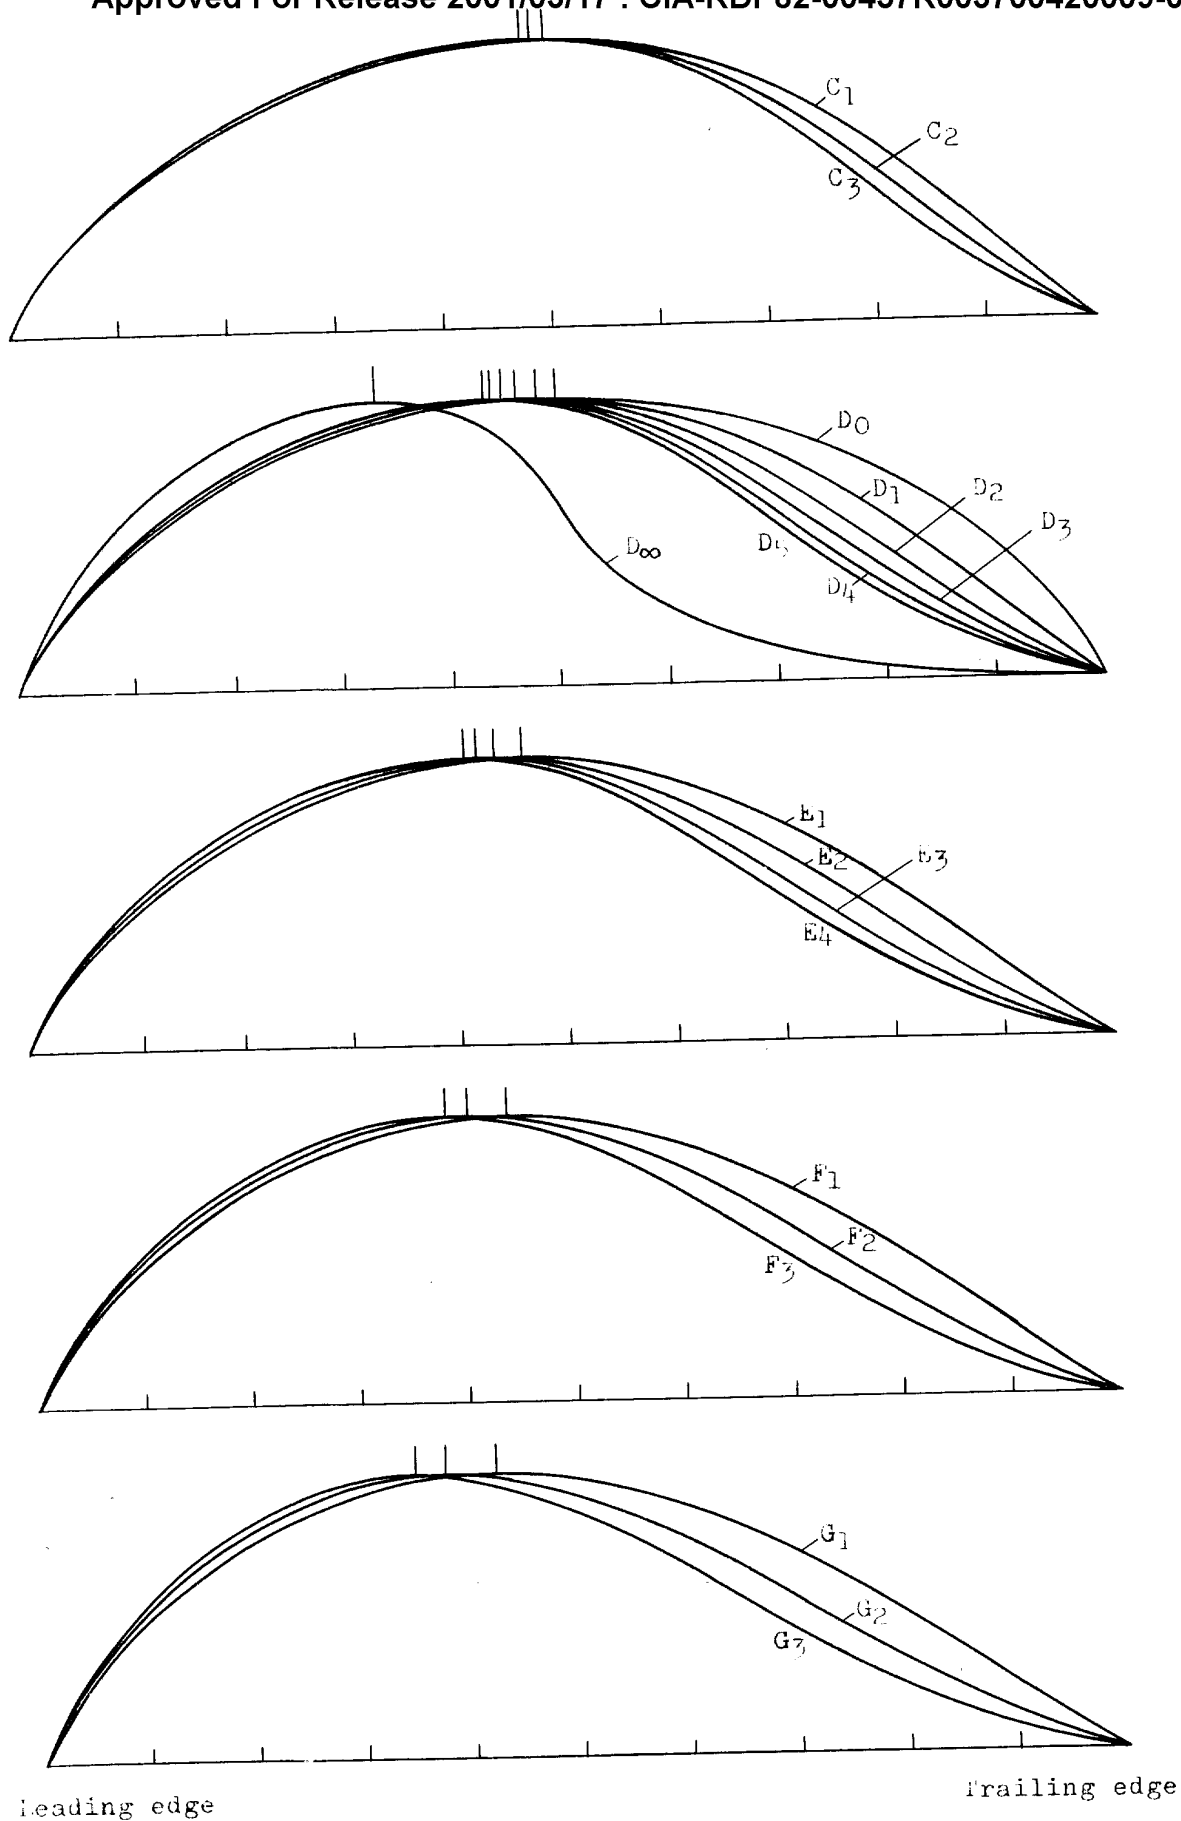 Approved For Release 2001/03/17 : CIA-RDP82-00457R003700420009-6
C1
C2
C3
D0
D1
D2
D3
D5
D∞
D4
E1
E2
E3
E4
F1
F2
F3
G1
G2
G3
Leading edge
Trailing edge